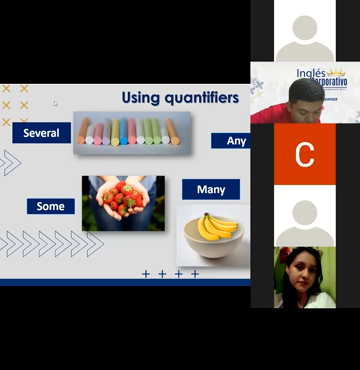 Using quantifiers
Several
Any
Some
Many
Inglés
Corporativo
C